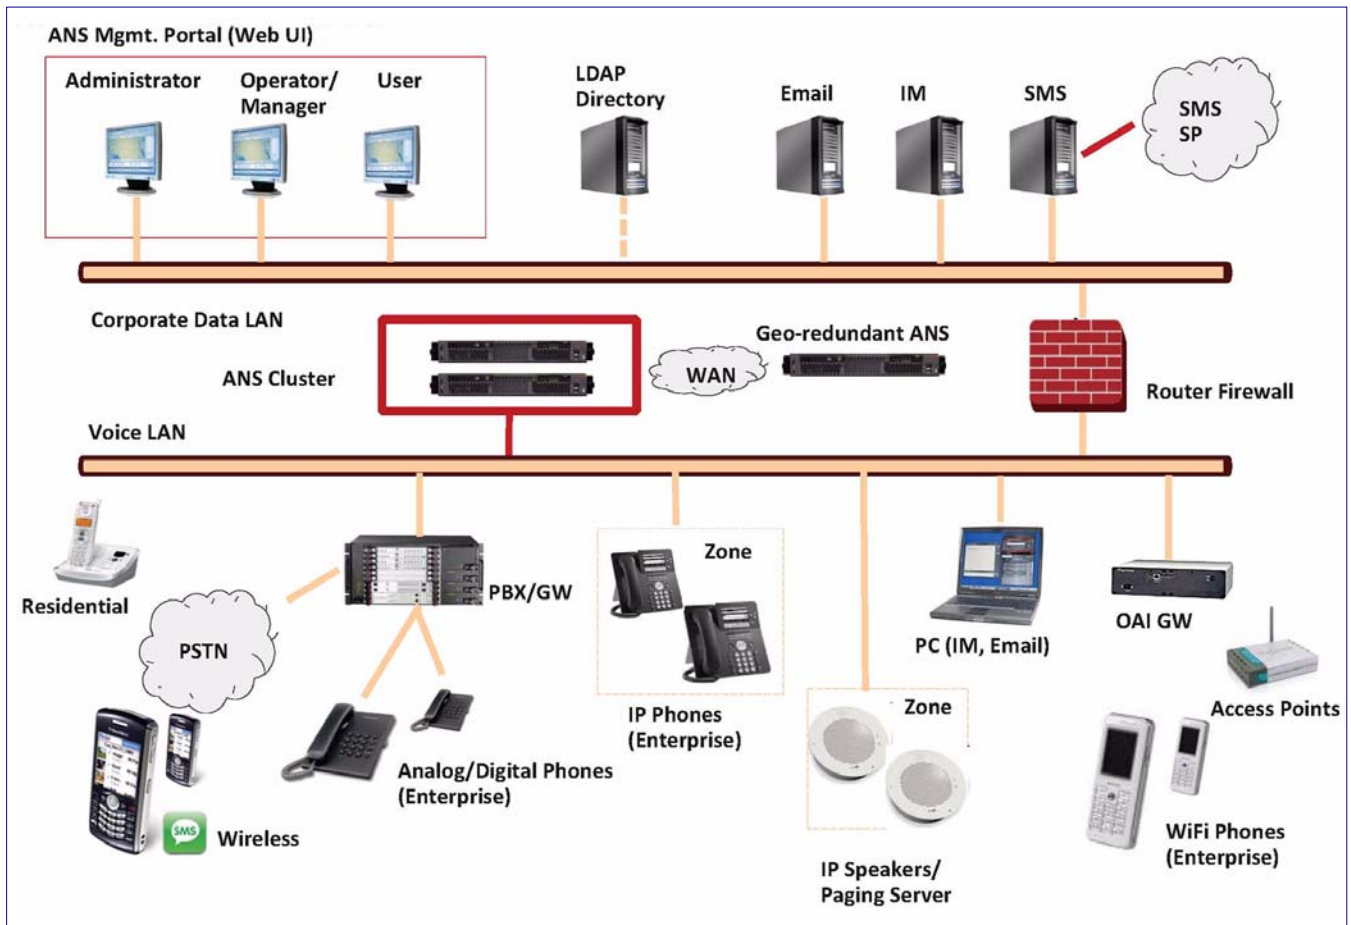 ANS Mgmt. Portal (Web UI)
Administrator
Operator/
Manager
User
LDAP
Directory
Email
IM
SMS
SMS
SP
Corporate Data LAN
ANS Cluster
WAN
Geo-redundant ANS
Router Firewall
Voice LAN
Residential
PSTN
PBX/GW
Zone
IP Phones
(Enterprise)
PC (IM, Email)
OAI GW
Access Points
Analog/Digital Phones
(Enterprise)
SMS
Wireless
Zone
IP Speakers/
Paging Server
WiFi Phones
(Enterprise)